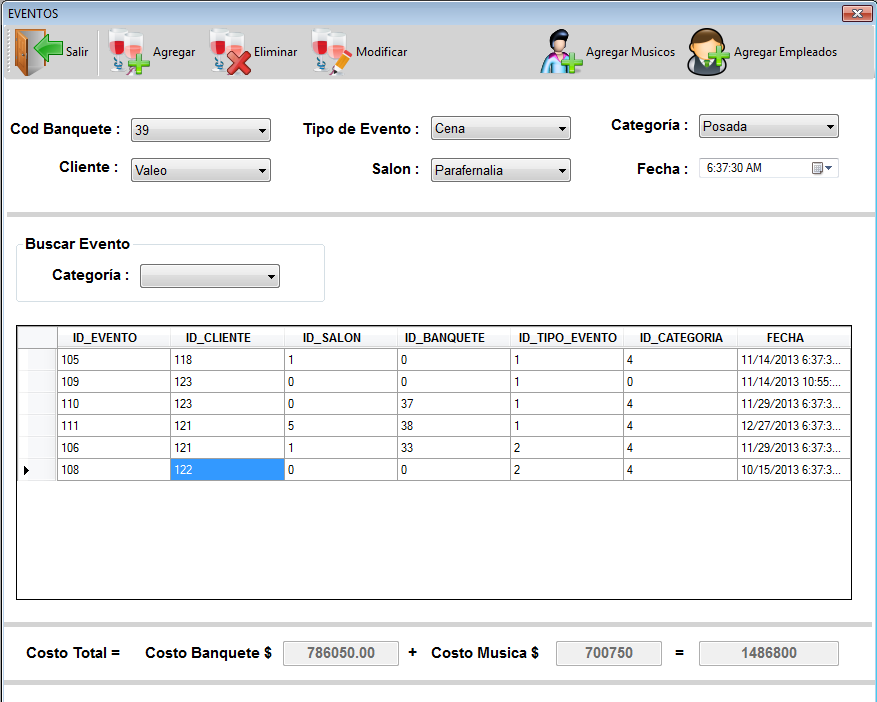 EVENTOS
Salir Agregar Eliminar Modificar Agregar Musicos Agregar Empleados
Cod Banquete : 39 Tipo de Evento : Cena Categoría : Posada
Cliente : Valeo Salon : Parafernalia Fecha : 6:37:30 AM
Buscar Evento
Categoría :
ID_EVENTO ID_CLIENTE ID_SALON ID_BANQUETE ID_TIPO_EVENTO ID_CATEGORIA FECHA
105 118 1 0 1 4 11/14/2013 6:37:3...
109 123 0 0 1 0 11/14/2013 10:55:...
110 123 0 37 1 4 11/29/2013 6:37:3...
111 121 5 38 1 4 12/27/2013 6:37:3...
106 121 1 33 2 4 11/29/2013 6:37:3...
108 122 0 0 2 4 10/15/2013 6:37:3...
Costo Total = Costo Banquete $ 786050.00 + Costo Musica $ 700750 = 1486800